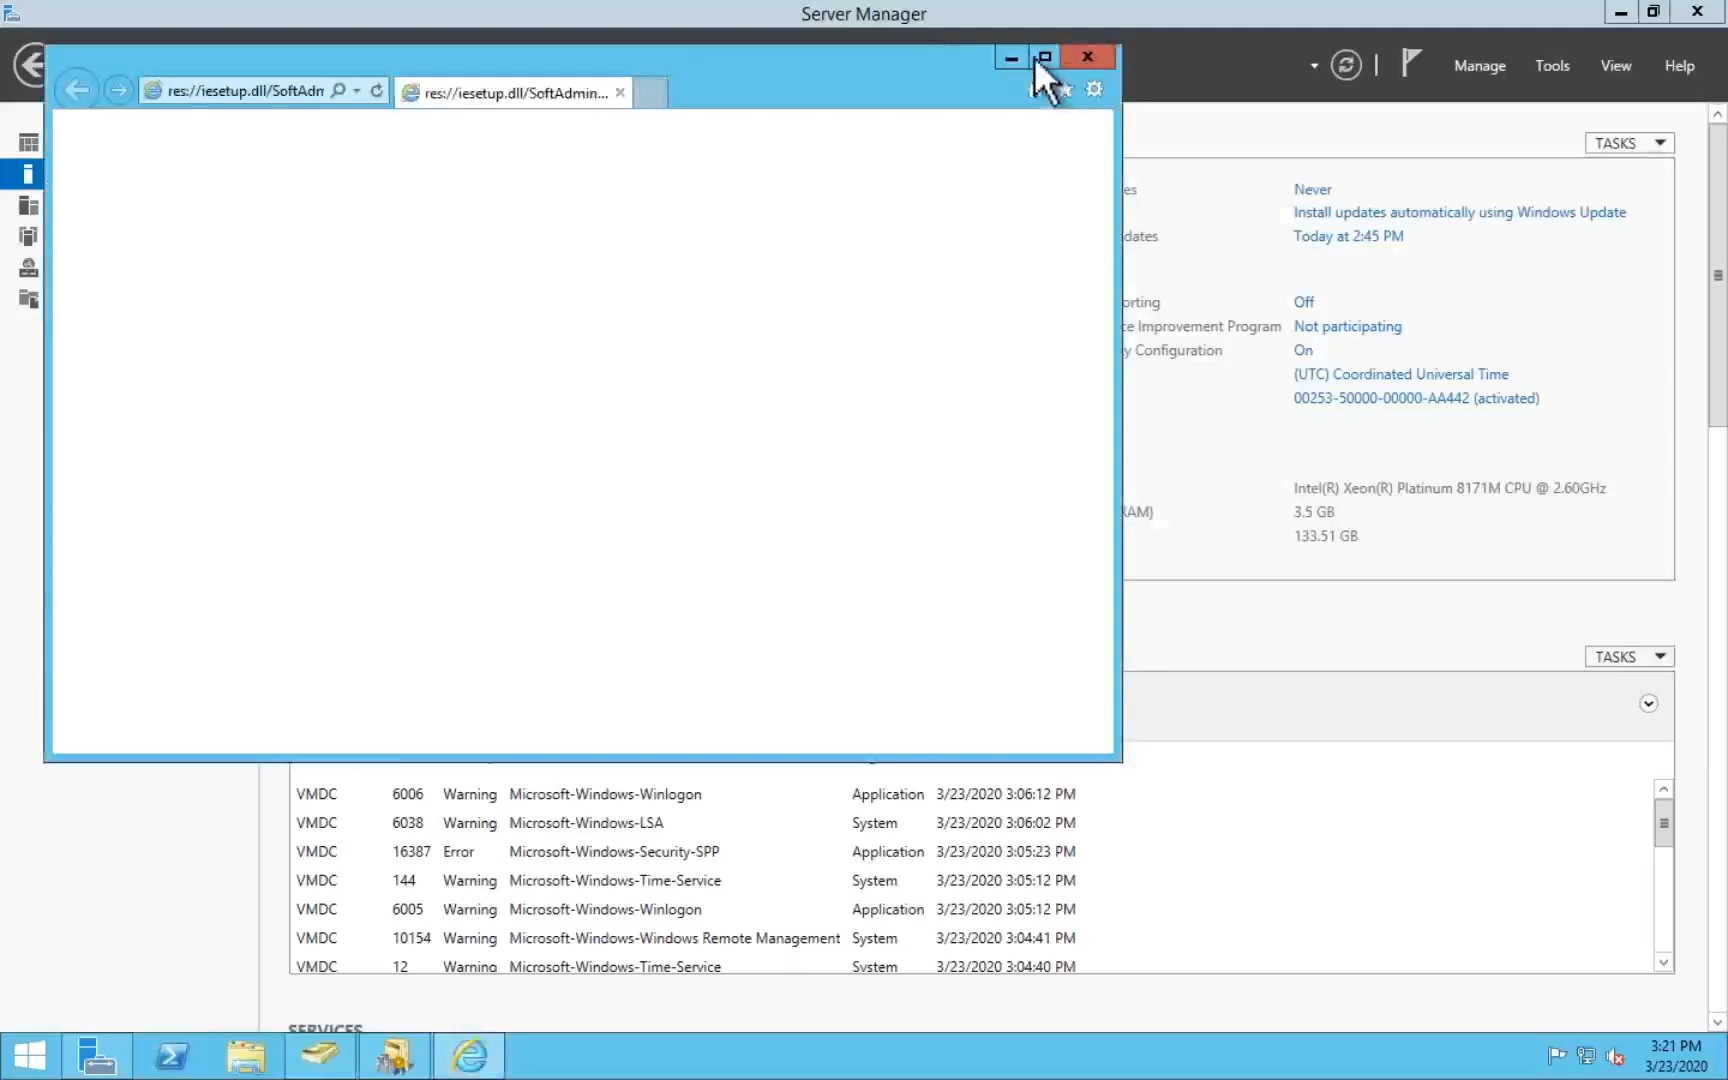 Server Manager
Manage
Tools
View
Help
res://iesetup.dll/SoftAdm
res://iesetup.dll/SoftAdmin...
TASKS
es
Never
Install updates automatically using Windows Update
dates
Today at 2:45 PM
orting
Off
ce Improvement Program
Not participating
y Configuration
On
(UTC) Coordinated Universal Time
00253-50000-00000-AA442 (activated)
Intel(R) Xeon(R) Platinum 8171M CPU @ 2.60GHz
RAM)
3.5 GB
133.51 GB
TASKS
VMDC 6006 Warning Microsoft-Windows-Winlogon Application 3/23/2020 3:06:12 PM
VMDC 6038 Warning Microsoft-Windows-LSA System 3/23/2020 3:06:02 PM
VMDC 16387 Error Microsoft-Windows-Security-SPP Application 3/23/2020 3:05:23 PM
VMDC 144 Warning Microsoft-Windows-Time-Service System 3/23/2020 3:05:12 PM
VMDC 6005 Warning Microsoft-Windows-Winlogon Application 3/23/2020 3:05:12 PM
VMDC 10154 Warning Microsoft-Windows-Windows Remote Management System 3/23/2020 3:04:41 PM
VMDC 12 Warning Microsoft-Windows-Time-Service System 3/23/2020 3:04:40 PM
SERVICES
3:21 PM
3/23/2020